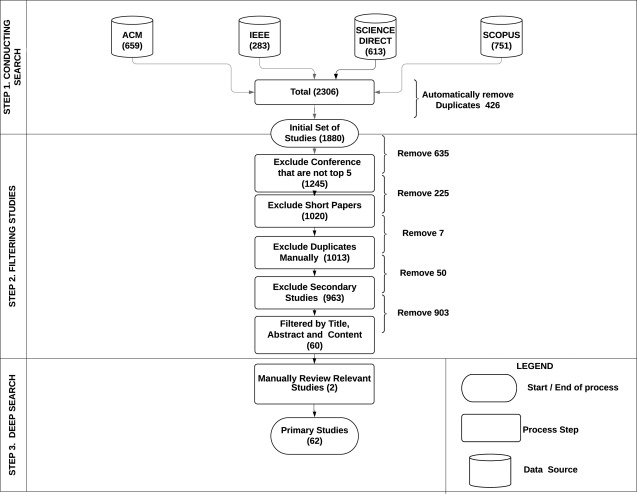 STEP 1. CONDUCTING
SEARCH
ACM
(659)
IEEE
(283)
SCIENCE
DIRECT
(613)
SCOPUS
(751)
Total (2306)
Automatically remove
Duplicates 426
Initial Set of
Studies (1880)
STEP 2. FILTERING STUDIES
Remove 635
Exclude Conference
that are not top 5
(1245)
Remove 225
Exclude Short Papers
(1020)
Remove 7
Exclude Duplicates
Manually (1013)
Remove 50
Exclude Secondary
Studies (963)
Remove 903
Filtered by Title,
Abstract and Content
(60)
STEP 3. DEEP SEARCH
Manually Review Relevant
Studies (2)
Primary Studies
(62)
LEGEND
Start / End of process
Process Step
Data Source